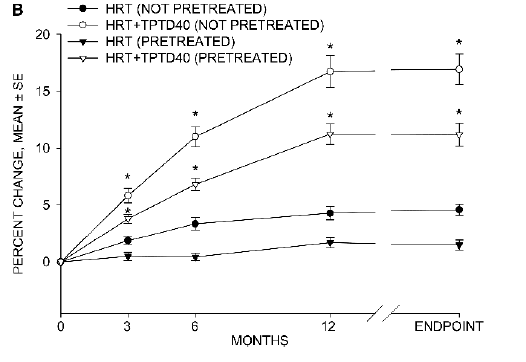 B
HRT (NOT PRETREATED)
HRT+TPTD40 (NOT PRETREATED)
HRT (PRETREATED)
HRT+TPTD40 (PRETREATED)
PERCENT CHANGE, MEAN ± SE
20
15
10
5
0
* * * *
* * * *
0 3 6 12 ENDPOINT
MONTHS